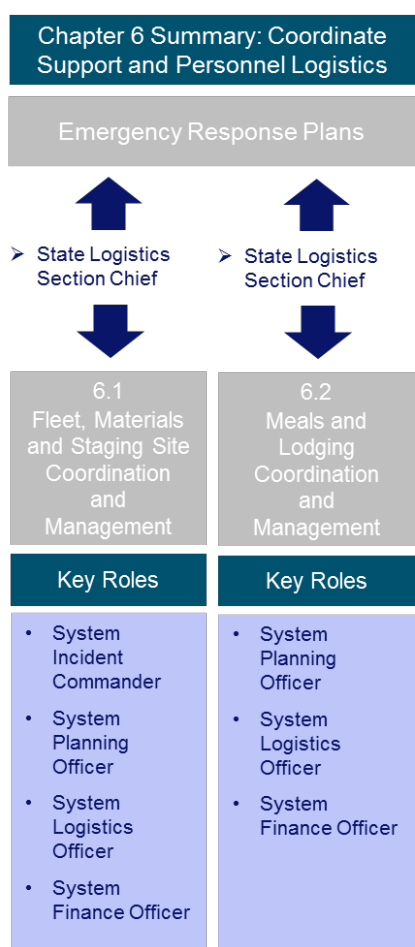 Chapter 6 Summary: Coordinate
Support and Personnel Logistics
Emergency Response Plans
➢ State Logistics
Section Chief
➢ State Logistics
Section Chief
6.1
Fleet, Materials
and Staging Site
Coordination
and
Management
6.2
Meals and
Lodging
Coordination
and
Management
Key Roles
• System
Incident
Commander
• System
Planning
Officer
• System
Logistics
Officer
• System
Finance Officer
Key Roles
• System
Planning
Officer
• System
Logistics
Officer
• System
Finance Officer